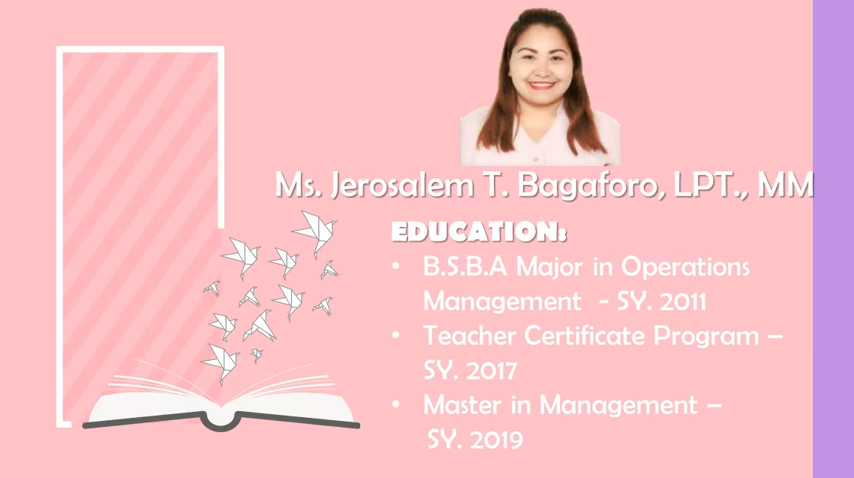 Ms. Jerosalem T. Bagaforo, LPT., MM
EDUCATION:
• B.S.B.A Major in Operations
Management - SY. 2011
• Teacher Certificate Program –
SY. 2017
• Master in Management –
SY. 2019